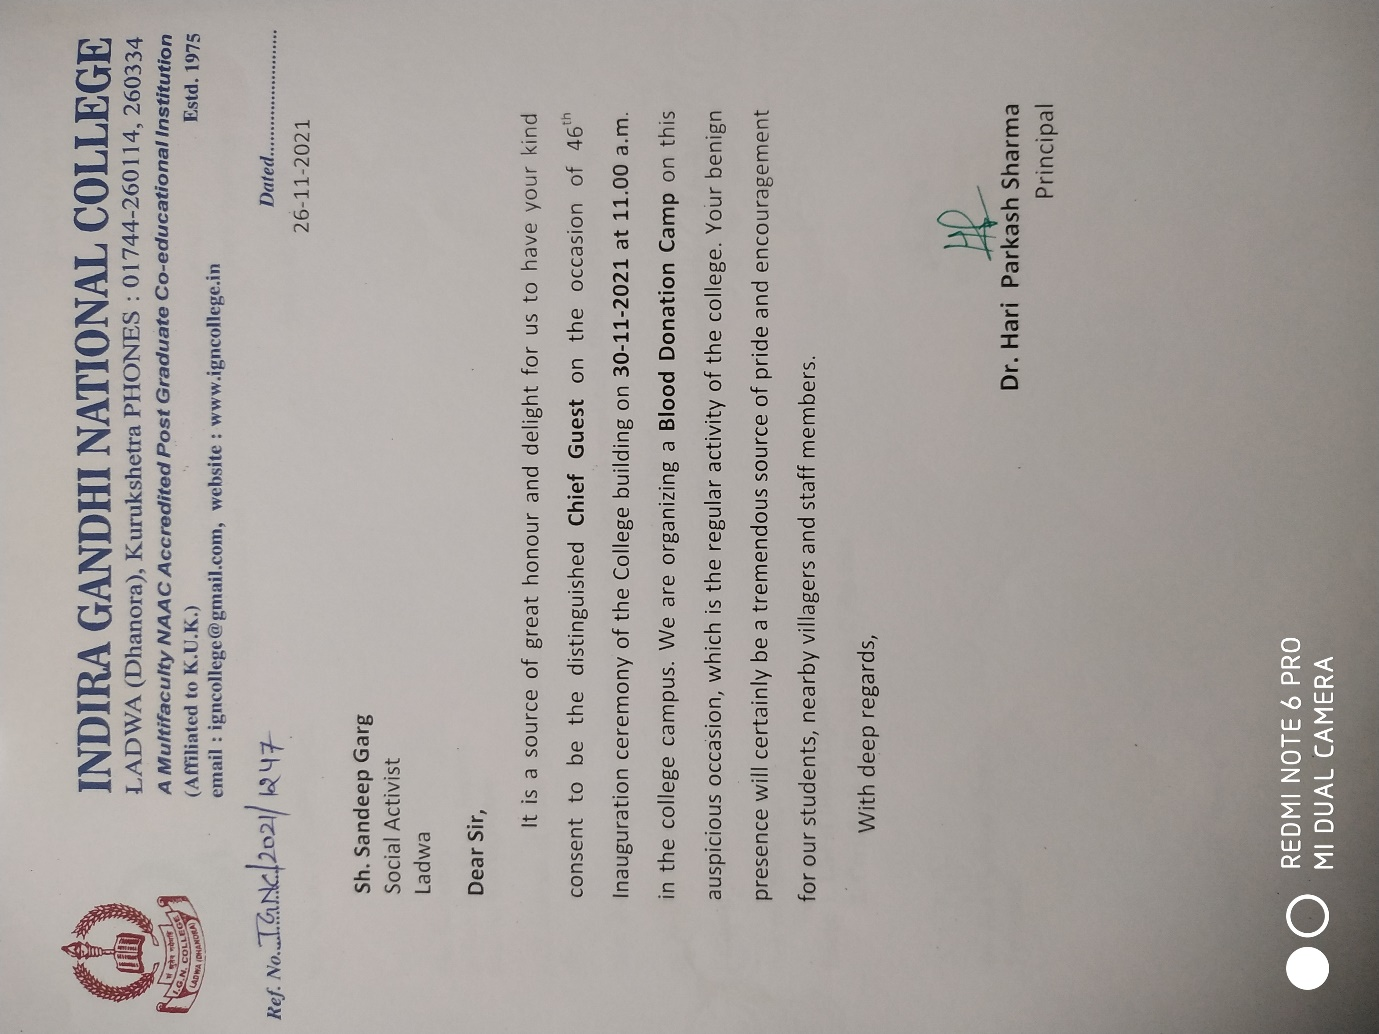 INDIRA GANDHI NATIONAL COLLEGE
LADWA (Dhanora), Kurukshetra PHONES : 01744-260114, 260334
A Multifaculty NAAC Accredited Post Graduate Co-educational Institution
(Affiliated to K.U.K.) Estd. 1975
email : igncollege@gmail.com, website : www.igncollege.in
I.G.N. COLLEGE
LADWA (DHANORA)
Ref. No. IGNC/2021/1247 Dated..........................
26-11-2021
Sh. Sandeep Garg
Social Activist
Ladwa
Dear Sir,
It is a source of great honour and delight for us to have your kind
consent to be the distinguished Chief Guest on the occasion of 46th
Inauguration ceremony of the College building on 30-11-2021 at 11.00 a.m.
in the college campus. We are organizing a Blood Donation Camp on this
auspicious occasion, which is the regular activity of the college. Your benign
presence will certainly be a tremendous source of pride and encouragement
for our students, nearby villagers and staff members.
With deep regards,
Dr. Hari Parkash Sharma
Principal
REDMI NOTE 6 PRO
MI DUAL CAMERA